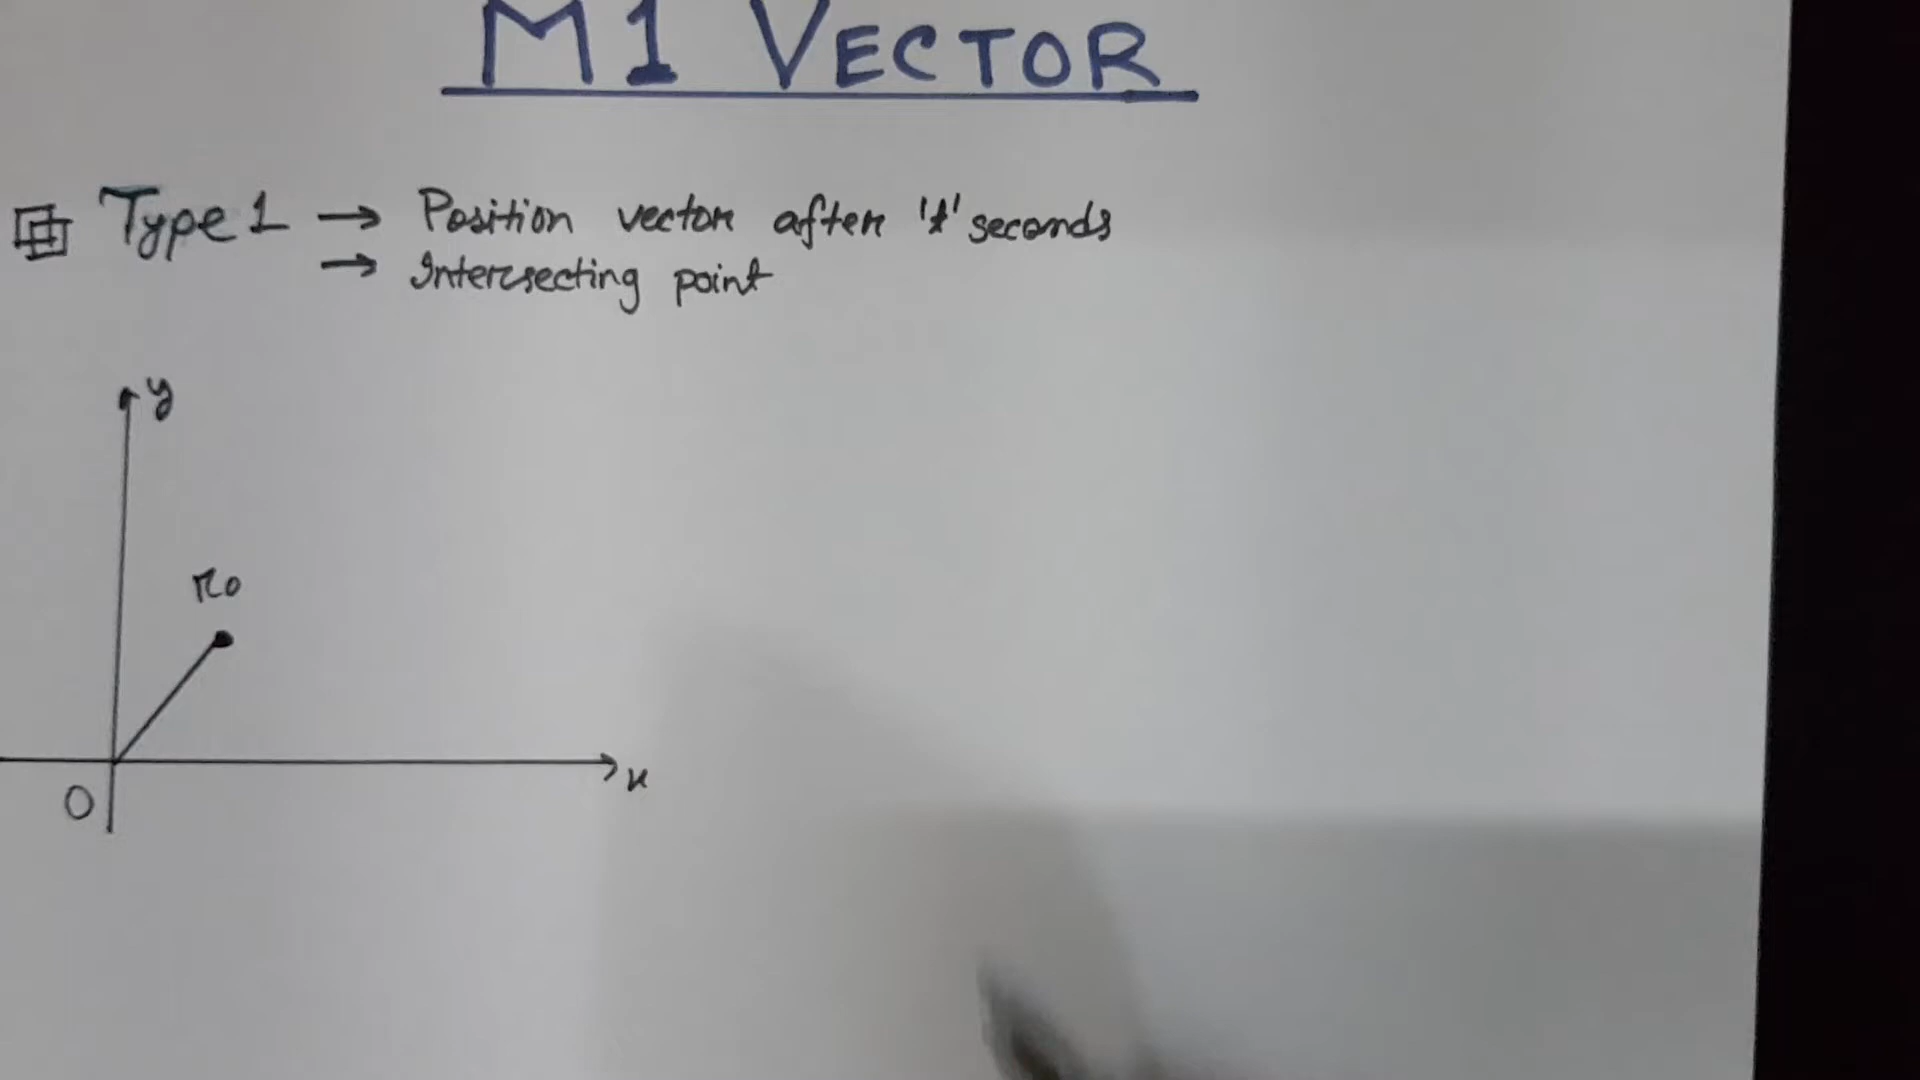 M1 VECTOR
Type 1 → Position vector after 't' seconds
→ Intersecting point
y
r0
x
O